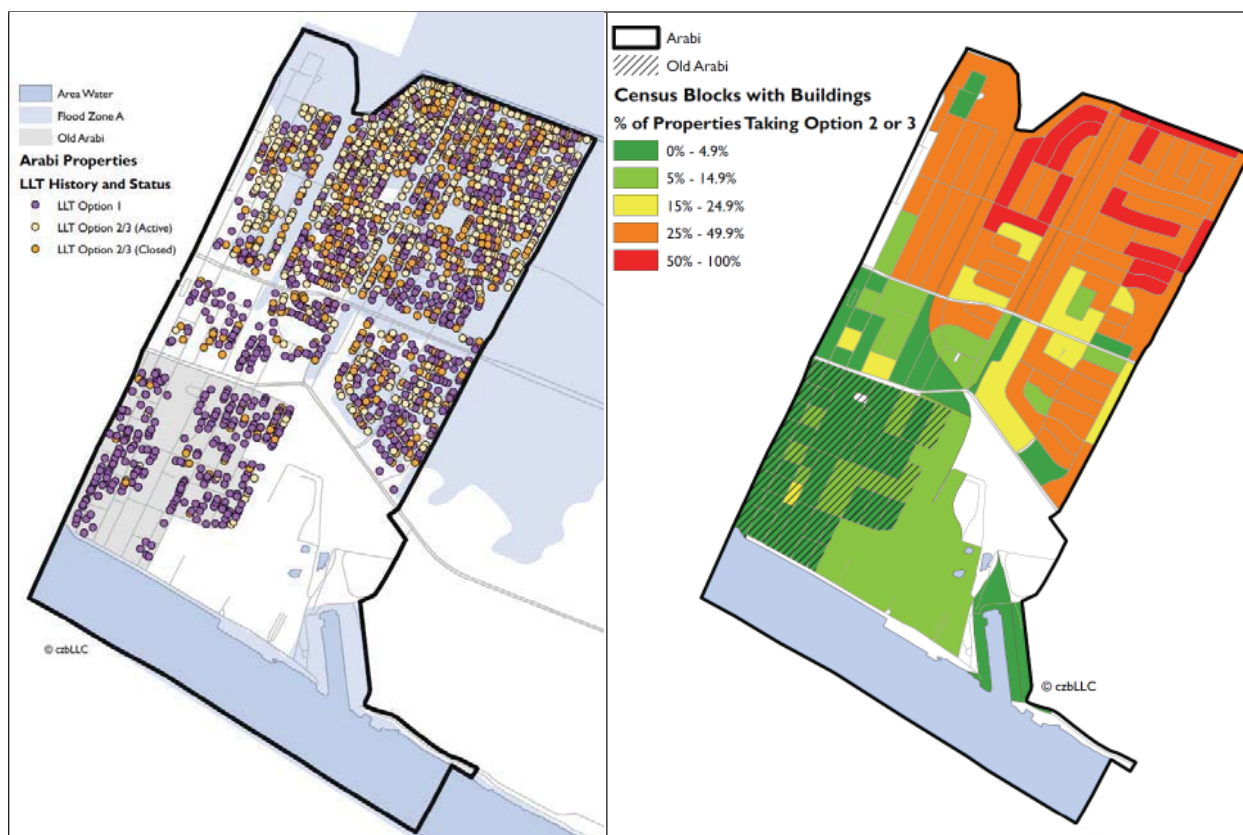 Area Water
Flood Zone A
Old Arabi
Arabi Properties
LLT History and Status
LLT Option 1
LLT Option 2/3 (Active)
LLT Option 2/3 (Closed)
© czbLLC
Arabi
Old Arabi
Census Blocks with Buildings
% of Properties Taking Option 2 or 3
0% - 4.9%
5% - 14.9%
15% - 24.9%
25% - 49.9%
50% - 100%
© czbLLC